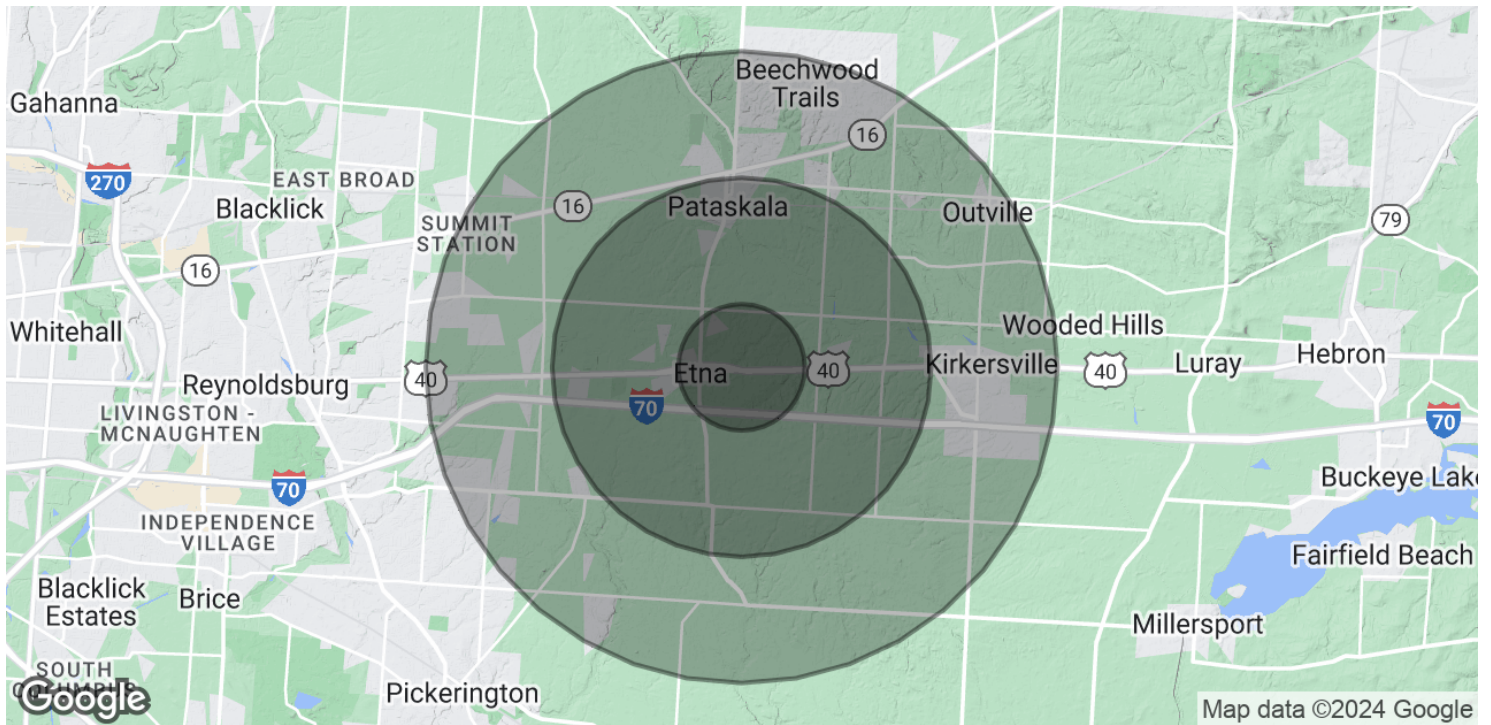 Beechwood
Trails
Gahanna
16
270
EAST BROAD
Blacklick
16
Pataskala
Outville
79
SUMMIT
STATION
16
Whitehall
Wooded Hills
Etna
40
Kirkersville
40
Luray
Hebron
Reynoldsburg
40
70
LIVINGSTON -
MCNAUGHTEN
70
70
Buckeye Lake
INDEPENDENCE
VILLAGE
Fairfield Beach
Blacklick
Estates
Brice
Millersport
SOUTH
Pickerington
Google
Map data ©2024 Google